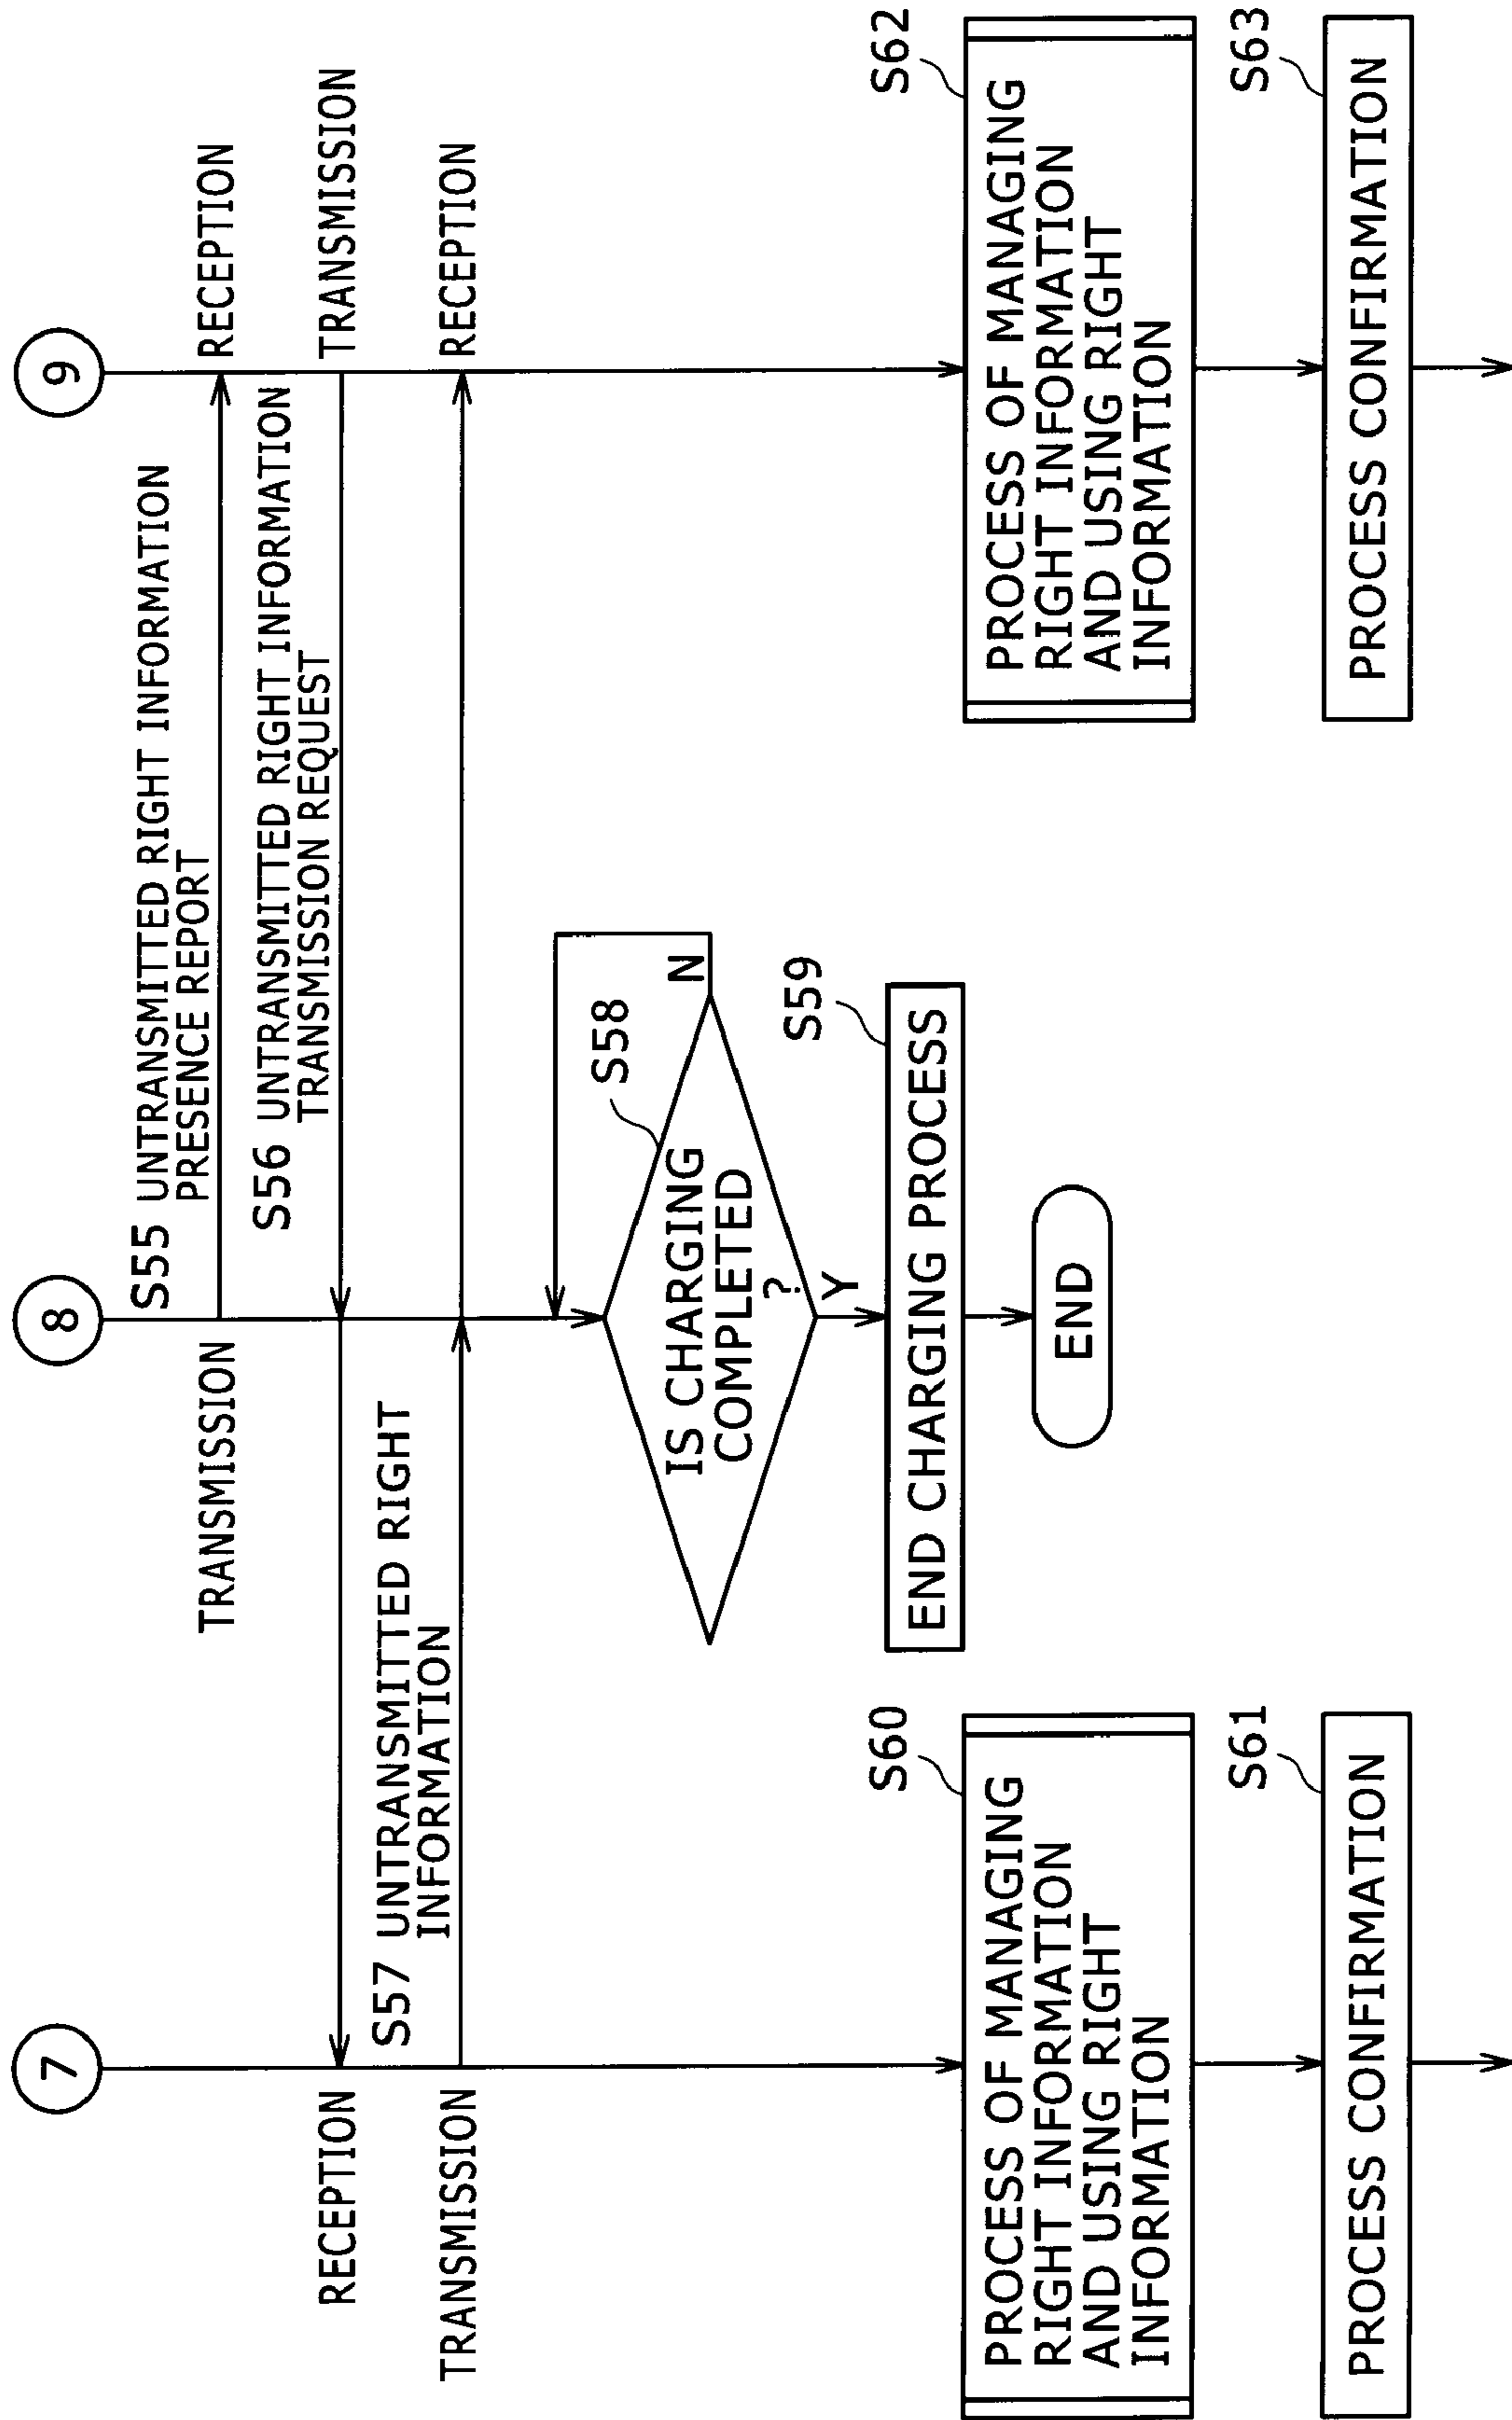 7
8
9
S55 UNTRANSMITTED RIGHT INFORMATION
PRESENCE REPORT
TRANSMISSION
RECEPTION
S56 UNTRANSMITTED RIGHT INFORMATION
TRANSMISSION REQUEST
RECEPTION
TRANSMISSION
S57 UNTRANSMITTED RIGHT
INFORMATION
TRANSMISSION
RECEPTION
S58
N
IS CHARGING
COMPLETED
?
Y
S59
END CHARGING PROCESS
END
S60
PROCESS OF MANAGING
RIGHT INFORMATION
AND USING RIGHT
INFORMATION
S61
PROCESS CONFIRMATION
S62
PROCESS OF MANAGING
RIGHT INFORMATION
AND USING RIGHT
INFORMATION
S63
PROCESS CONFIRMATION